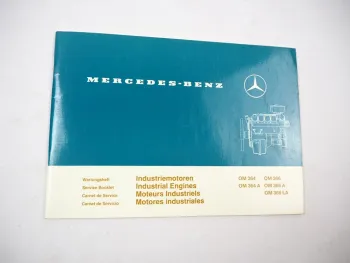 MERCEDES-BENZ
Wartungsheft Industriemotoren OM 364 OM 366
Service Booklet Industrial Engines OM 364 A OM 366 A
Carnet de Service Moteurs Industriels OM 366 LA
Carnet de Servicio Motores industriales